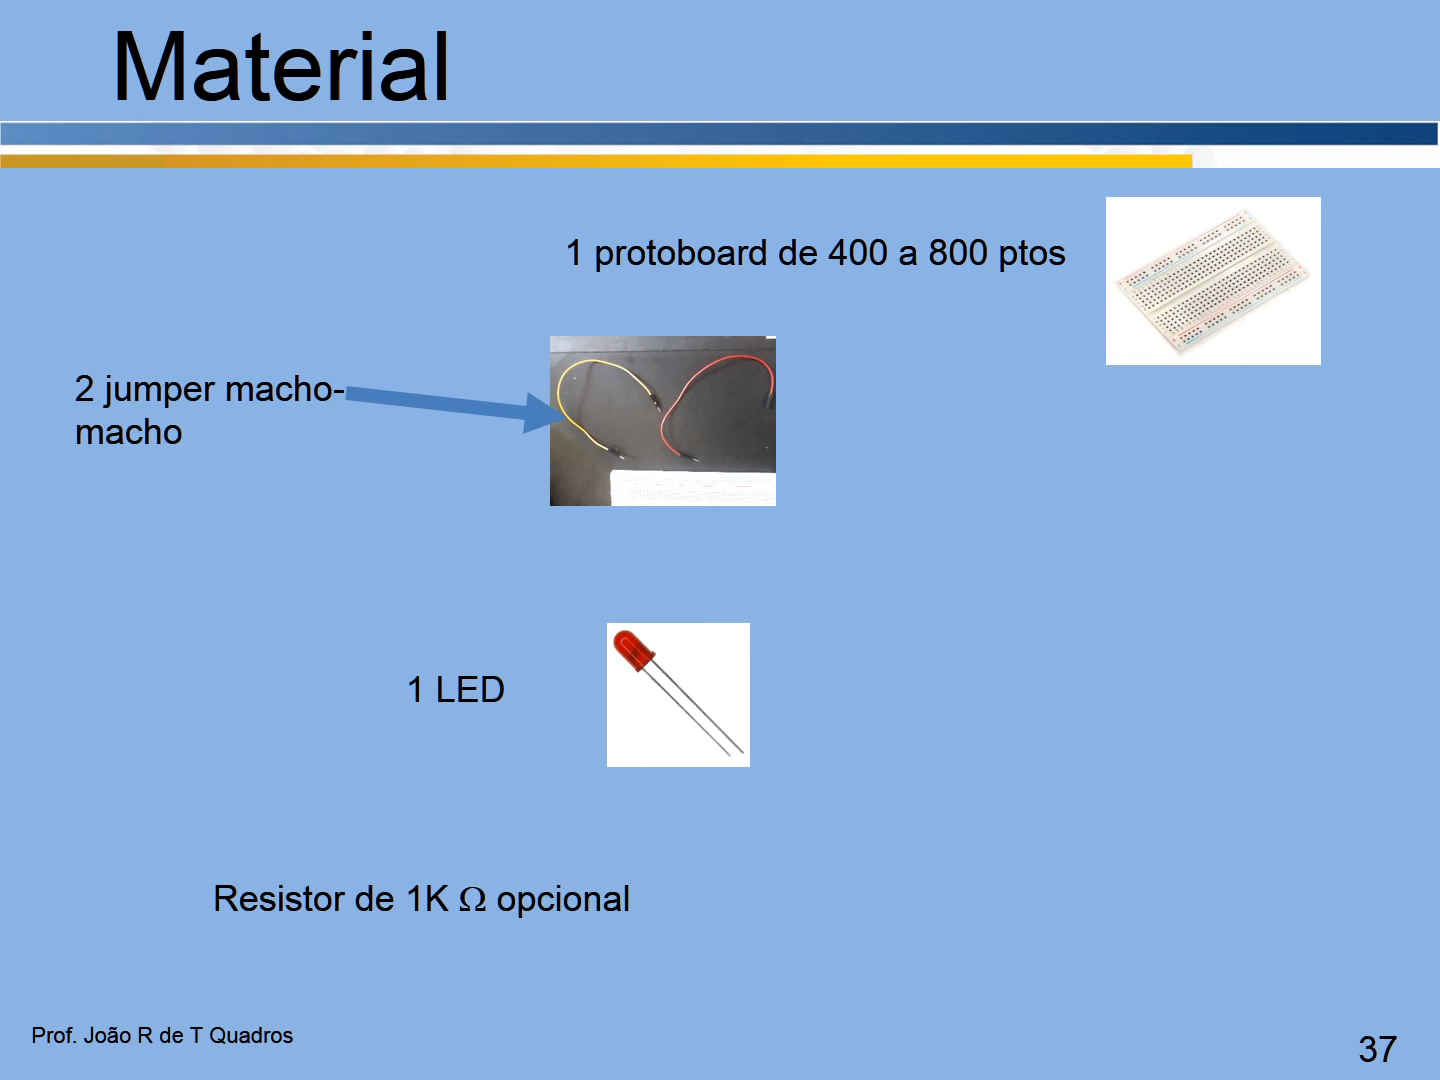 Material
1 protoboard de 400 a 800 ptos
2 jumper macho-
macho
1 LED
Resistor de 1K Ω opcional
Prof. João R de T Quadros
37